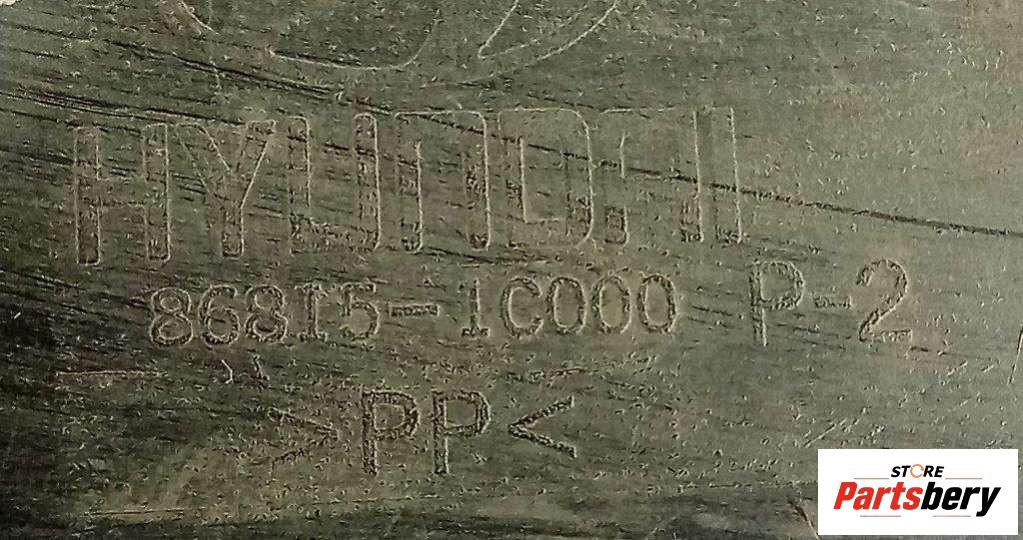 HYUNDAI
86815-1C000 P-2
>PP<
STORE
Partsbery